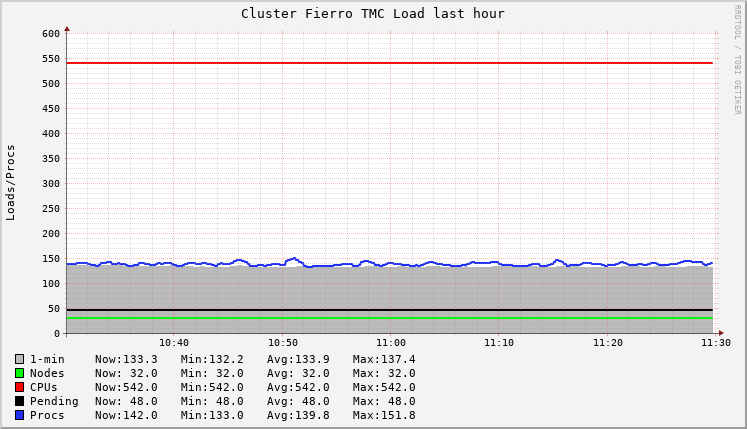 Cluster Fierro TMC Load last hour
RRDTOOL / TOBI OETIKER
Loads/Procs
600
550
500
450
400
350
300
250
200
150
100
50
0
10:40 10:50 11:00 11:10 11:20 11:30
1-min Now:133.3 Min:132.2 Avg:133.9 Max:137.4
Nodes Now: 32.0 Min: 32.0 Avg: 32.0 Max: 32.0
CPUs Now:542.0 Min:542.0 Avg:542.0 Max:542.0
Pending Now: 48.0 Min: 48.0 Avg: 48.0 Max: 48.0
Procs Now:142.0 Min:133.0 Avg:139.8 Max:151.8